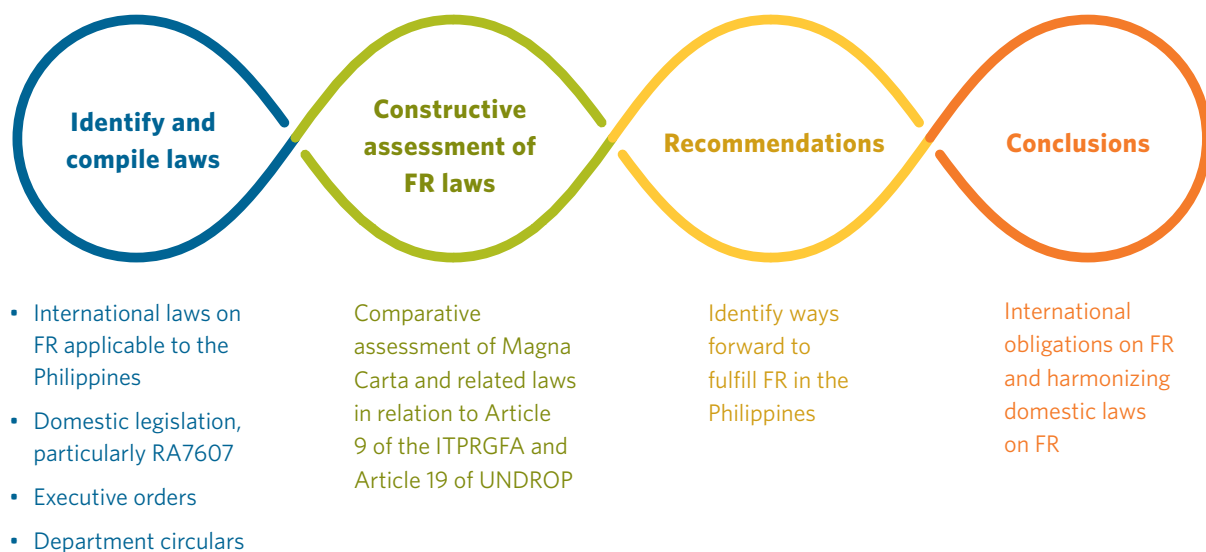 Identify and
compile laws
Constructive
assessment of
FR laws
Recommendations
Conclusions
• International laws on
FR applicable to the
Philippines
• Domestic legislation,
particularly RA7607
• Executive orders
• Department circulars
Comparative
assessment of Magna
Carta and related laws
in relation to Article
9 of the ITPRGFA and
Article 19 of UNDROP
Identify ways
forward to
fulfill FR in the
Philippines
International
obligations on FR
and harmonizing
domestic laws
on FR